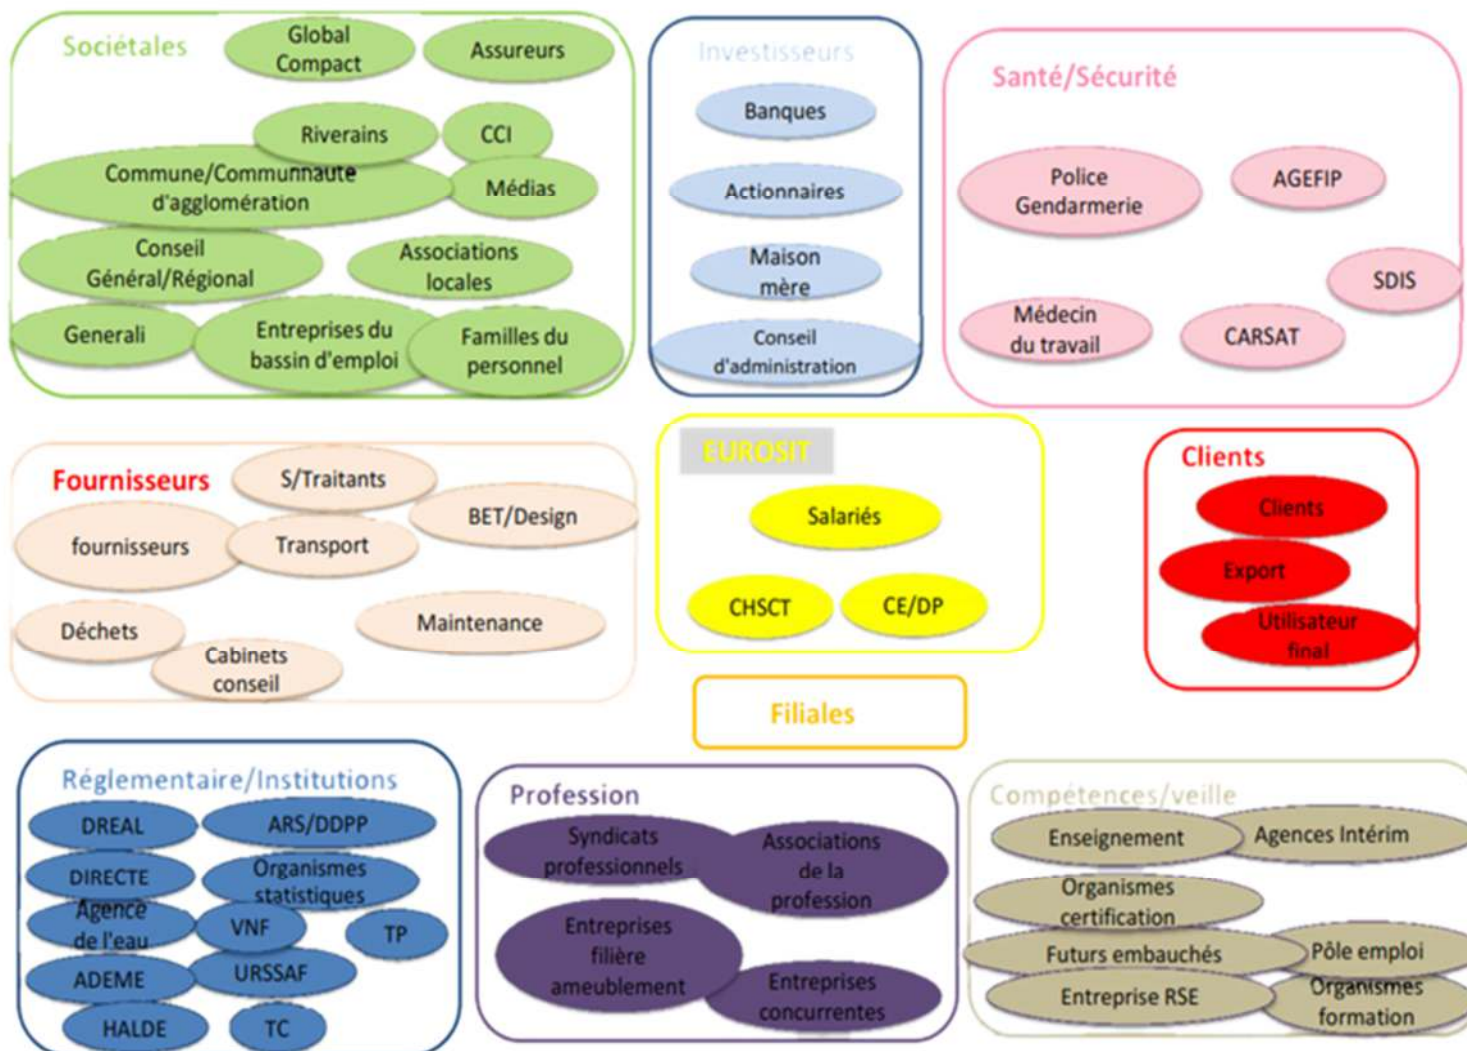 Sociétales
Global
Compact
Assureurs
Riverains
CCI
Commune/Communnauté
d'agglomération
Médias
Conseil
Général/Régional
Associations
locales
Generali
Entreprises du
bassin d'emploi
Familles du
personnel
Investisseurs
Banques
Actionnaires
Maison
mère
Conseil
d'administration
Santé/Sécurité
Police
Gendarmerie
AGEFIP
SDIS
Médecin
du travail
CARSAT
Fournisseurs
S/Traitants
BET/Design
fournisseurs
Transport
Déchets
Maintenance
Cabinets
conseil
EUROSIT
Salariés
CHSCT
CE/DP
Clients
Clients
Export
Utilisateur
final
Filiales
Réglementaire/Institutions
DREAL
ARS/DDPP
DIRECTE
Organismes
statistiques
Agence
de l'eau
VNF
TP
ADEME
URSSAF
HALDE
TC
Profession
Syndicats
professionnels
Associations
de la
profession
Entreprises
filière
ameublement
Entreprises
concurrentes
Compétences/veille
Enseignement
Agences Intérim
Organismes
certification
Futurs embauchés
Pôle emploi
Entreprise RSE
Organismes
formation